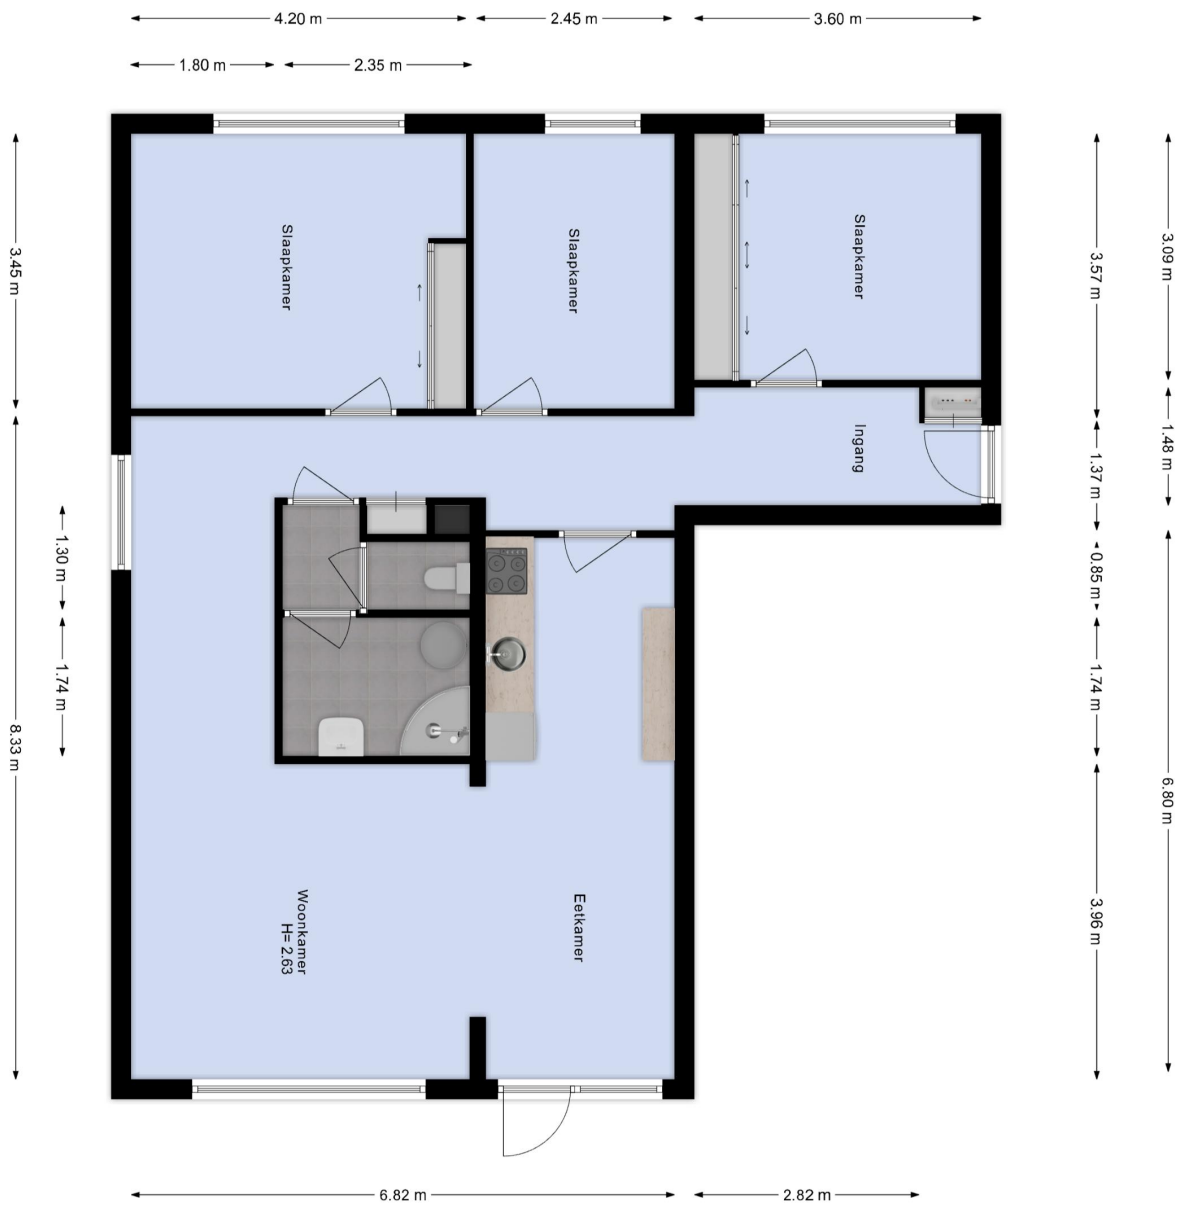 4.20 m
2.45 m
3.60 m
1.80 m
2.35 m
3.45 m
Slaapkamer
Slaapkamer
Slaapkamer
3.57 m
3.09 m
Ingang
1.37 m
1.48 m
1.30 m
0.85 m
1.74 m
1.74 m
8.33 m
6.80 m
Woonkamer
H= 2.63
Eetkamer
3.96 m
6.82 m
2.82 m